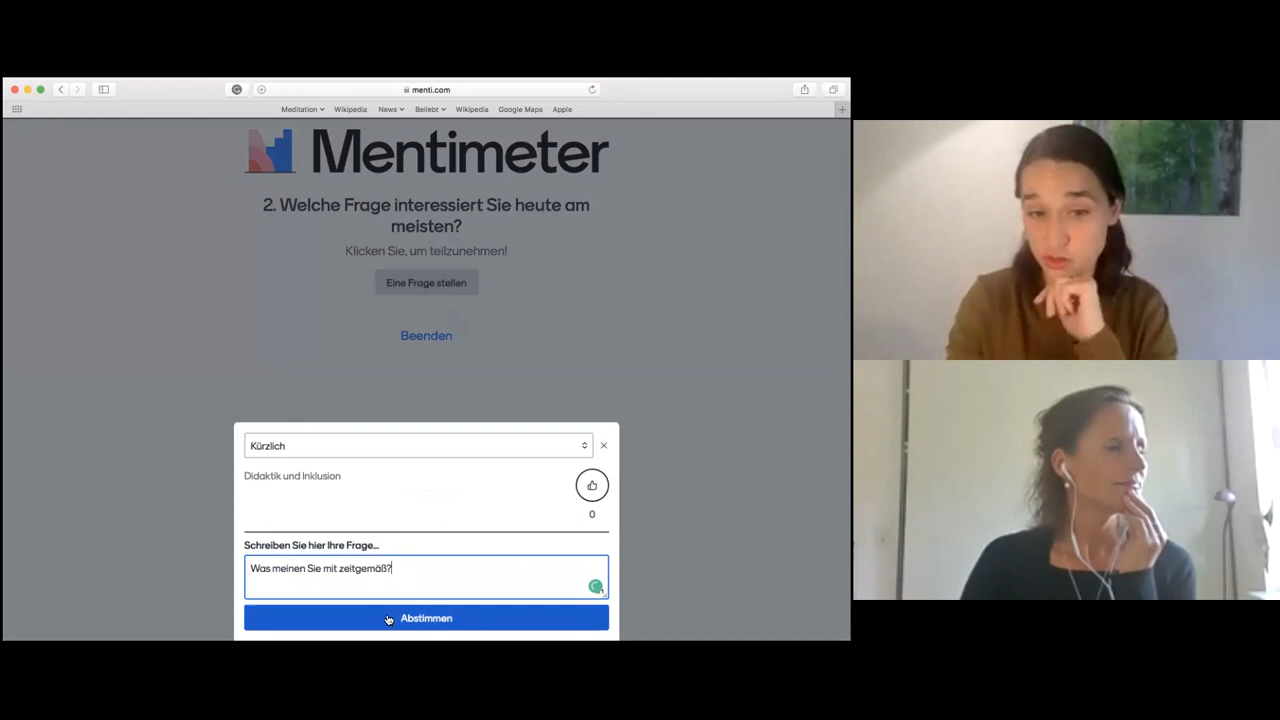 menti.com
Meditation
Wikipedia
News
Beliebt
Wikipedia
Google Maps
Apple
Mentimeter
2. Welche Frage interessiert Sie heute am
meisten?
Klicken Sie, um teilzunehmen!
Eine Frage stellen
Beenden
Kürzlich
Didaktik und Inklusion
0
Schreiben Sie hier Ihre Frage...
Was meinen Sie mit zeitgemäß?
Abstimmen